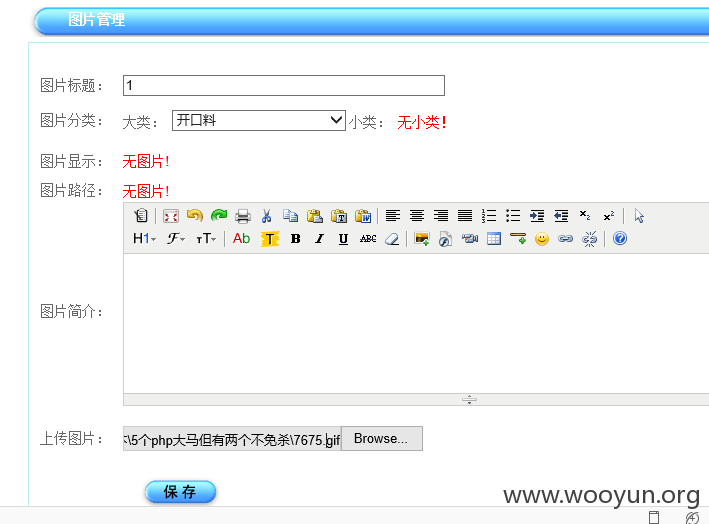 图片管理
图片标题： 1
图片分类： 大类： 开口料 小类： 无小类！
图片显示： 无图片！
图片路径： 无图片！
H1 F тT Ab T B I U ABC
图片简介：
上传图片： \5个php大马但有两个不免杀\7675.gif Browse...
保 存
www.wooyun.org